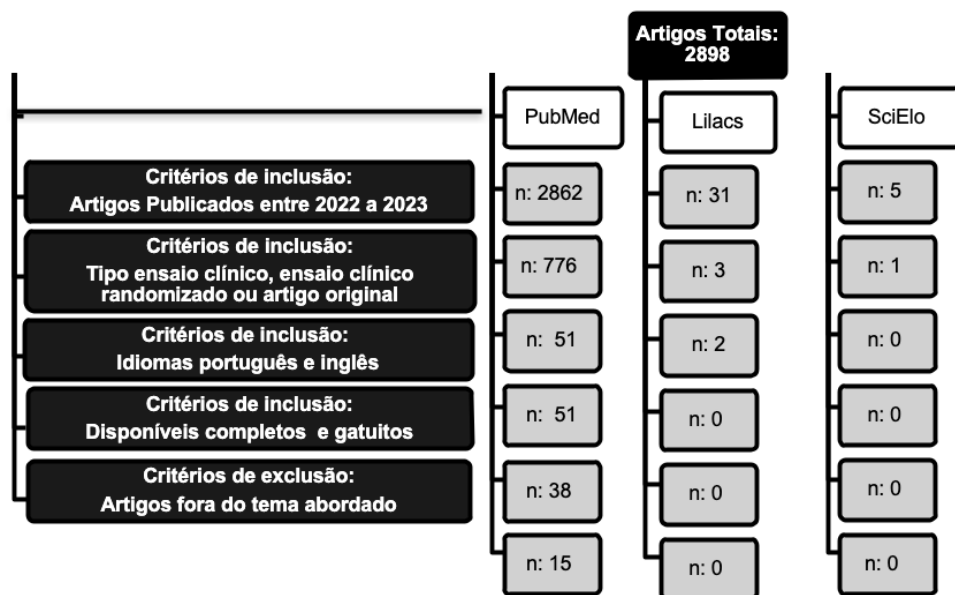 Artigos Totais:
2898
PubMed
Lilacs
SciElo
Critérios de inclusão:
Artigos Publicados entre 2022 a 2023
n: 2862
n: 31
n: 5
Critérios de inclusão:
Tipo ensaio clínico, ensaio clínico
randomizado ou artigo original
n: 776
n: 3
n: 1
Critérios de inclusão:
Idiomas português e inglês
n: 51
n: 2
n: 0
Critérios de inclusão:
Disponíveis completos e gatuitos
n: 51
n: 0
n: 0
Critérios de exclusão:
Artigos fora do tema abordado
n: 38
n: 0
n: 0
n: 15
n: 0
n: 0